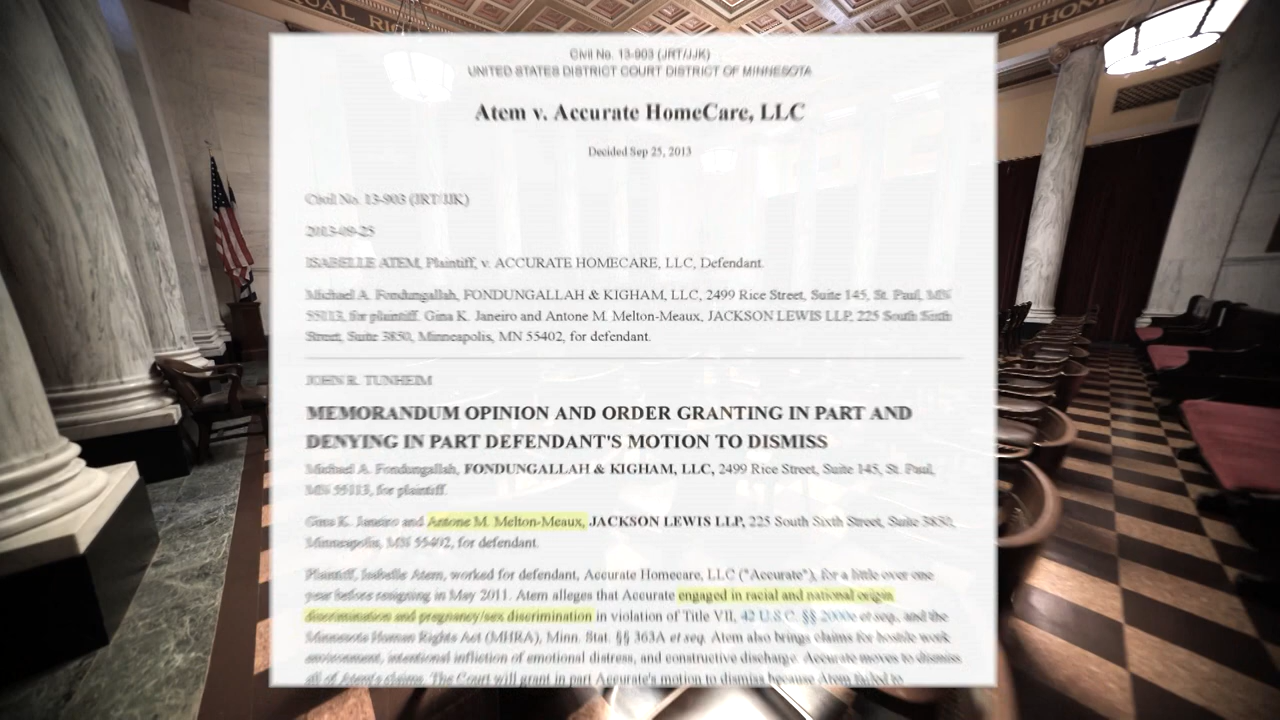 UAL RIG
THOM
Civil No. 13-903 (JRT/JJK)
UNITED STATES DISTRICT COURT DISTRICT OF MINNESOTA
Atem v. Accurate HomeCare, LLC
Decided Sep 25, 2013
Civil No. 13-903 (JRT/JJK)
2013-09-25
ISABELLE ATEM, Plaintiff, v. ACCURATE HOMECARE, LLC, Defendant.
Michael A. Fondungallah, FONDUNGALLAH & KIGHAM, LLC, 2499 Rice Street, Suite 145, St. Paul, MN
55113, for plaintiff. Gina K. Janeiro and Antone M. Melton-Meaux, JACKSON LEWIS LLP, 225 South Sixth
Street, Suite 3850, Minneapolis, MN 55402, for defendant.
JOHN R. TUNHEIM
MEMORANDUM OPINION AND ORDER GRANTING IN PART AND
DENYING IN PART DEFENDANT'S MOTION TO DISMISS
Michael A. Fondungallah, FONDUNGALLAH & KIGHAM, LLC, 2499 Rice Street, Suite 145, St. Paul,
MN 55113, for plaintiff.
Gina K. Janeiro and Antone M. Melton-Meaux, JACKSON LEWIS LLP, 225 South Sixth Street, Suite 3850,
Minneapolis, MN 55402, for defendant.
Plaintiff, Isabelle Atem, worked for defendant, Accurate Homecare, LLC ("Accurate"), for a little over one
year before resigning in May 2011. Atem alleges that Accurate engaged in racial and national origin
discrimination and pregnancy/sex discrimination in violation of Title VII, 42 U.S.C. §§ 2000e et seq., and the
Minnesota Human Rights Act (MHRA), Minn. Stat. §§ 363A et seq. Atem also brings claims for hostile work
environment, intentional infliction of emotional distress, and constructive discharge. Accurate moves to dismiss
all of Atem's claims. The Court will grant in part Accurate's motion to dismiss because Atem failed to